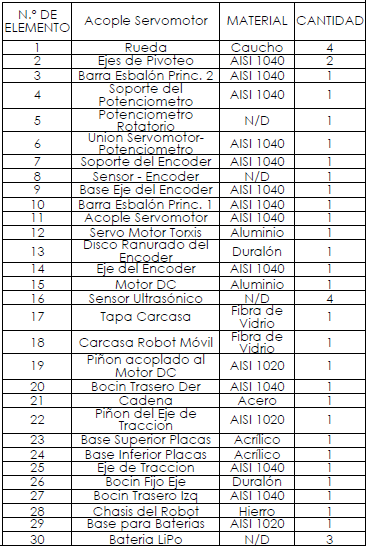 N.º DE ELEMENTO Acople Servomotor MATERIAL CANTIDAD
1 Rueda Caucho 4
2 Ejes de Pivoteo AISI 1040 2
3 Barra Esbalón Princ. 2 AISI 1040 1
4 Soporte del Potenciometro AISI 1040 1
5 Potenciometro Rotatorio N/D 1
6 Union Servomotor-Potenciometro AISI 1040 1
7 Soporte del Encoder AISI 1040 1
8 Sensor - Encoder N/D 1
9 Base Eje del Encoder AISI 1040 1
10 Barra Esbalón Princ. 1 AISI 1040 1
11 Acople Servomotor AISI 1040 1
12 Servo Motor Torxis Aluminio 1
13 Disco Ranurado del Encoder Duralón 1
14 Eje del Encoder AISI 1040 1
15 Motor DC Aluminio 1
16 Sensor Ultrasónico N/D 4
17 Tapa Carcasa Fibra de Vidrio 1
18 Carcasa Robot Móvil Fibra de Vidrio 1
19 Piñon acoplado al Motor DC AISI 1020 1
20 Bocin Trasero Der AISI 1040 1
21 Cadena Acero 1
22 Piñon del Eje de Traccion AISI 1020 1
23 Base Superior Placas Acrílico 1
24 Base Inferior Placas Acrílico 1
25 Eje de Traccion AISI 1040 1
26 Bocin Fijo Eje Duralón 1
27 Bocin Trasero Izq AISI 1040 1
28 Chasis del Robot Hierro 1
29 Base para Baterias AISI 1020 1
30 Bateria LiPo N/D 3